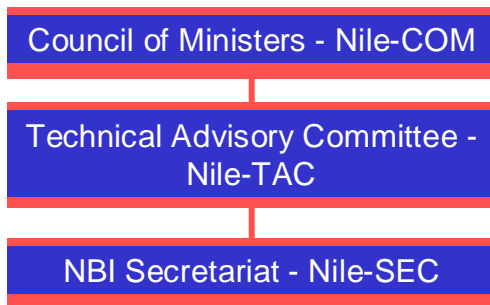 Council of Ministers - Nile-COM
Technical Advisory Committee -
Nile-TAC
NBI Secretariat - Nile-SEC